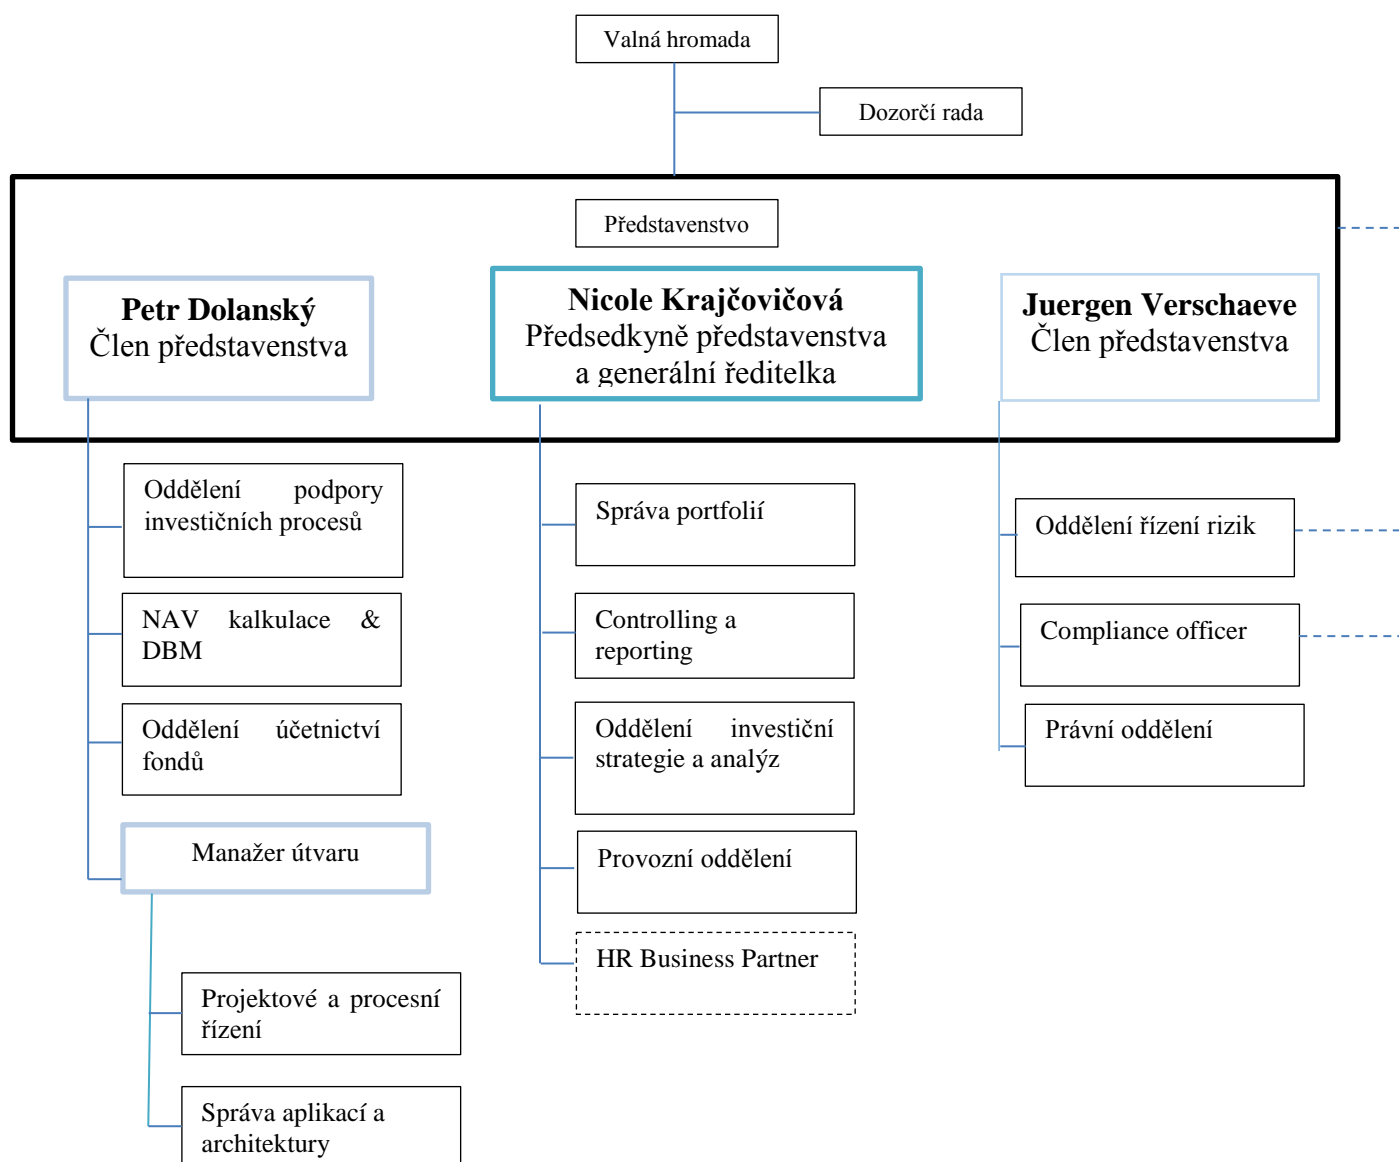 Valná hromada
Dozorčí rada
Představenstvo
Petr Dolanský
Člen představenstva
Nicole Krajčovičová
Předsedkyně představenstva
a generální ředitelka
Juergen Verschaeve
Člen představenstva
Oddělení podpory
investičních procesů
NAV kalkulace &
DBM
Oddělení účetnictví
fondů
Manažer útvaru
Projektové a procesní
řízení
Správa aplikací a
architektury
Správa portfolií
Controlling a
reporting
Oddělení investiční
strategie a analýz
Provozní oddělení
HR Business Partner
Oddělení řízení rizik
Compliance officer
Právní oddělení